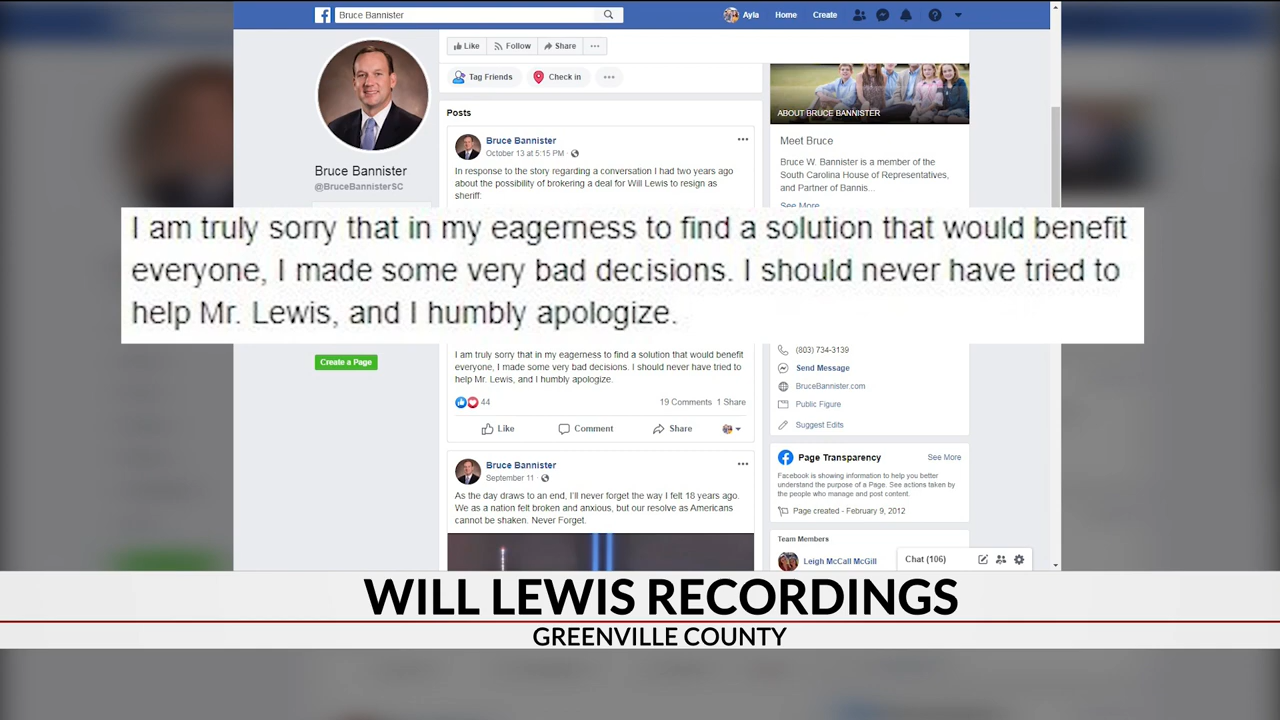 Bruce Bannister
Ayla
Home
Create
Like
Follow
Share
Tag Friends
Check in
Bruce Bannister
@BruceBannisterSC
Create a Page
Posts
Bruce Bannister
October 13 at 5:15 PM
In response to the story regarding a conversation I had two years ago
about the possibility of brokering a deal for Will Lewis to resign as
sheriff:
I am truly sorry that in my eagerness to find a solution that would benefit
everyone, I made some very bad decisions. I should never have tried to
help Mr. Lewis, and I humbly apologize.
I am truly sorry that in my eagerness to find a solution that would benefit
everyone, I made some very bad decisions. I should never have tried to
help Mr. Lewis, and I humbly apologize.
44
19 Comments 1 Share
Like
Comment
Share
Bruce Bannister
September 11
As the day draws to an end, I'll never forget the way I felt 18 years ago.
We as a nation felt broken and anxious, but our resolve as Americans
cannot be shaken. Never Forget.
ABOUT BRUCE BANNISTER
Meet Bruce
Bruce W. Bannister is a member of the
South Carolina House of Representatives,
and Partner of Bannis...
See More
(803) 734-3139
Send Message
BruceBannister.com
Public Figure
Suggest Edits
Page Transparency
See More
Facebook is showing information to help you better
understand the purpose of a Page. See actions taken by
the people who manage and post content.
Page created - February 9, 2012
Team Members
Leigh McCall McGill
Chat (106)
WILL LEWIS RECORDINGS
GREENVILLE COUNTY